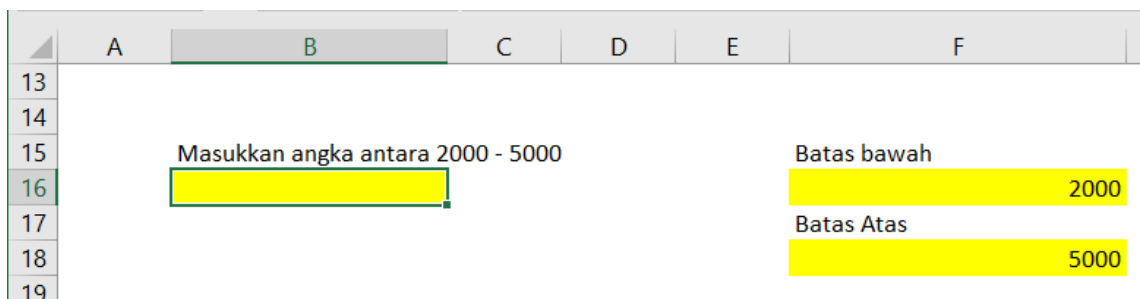 A B C D E F
13
14
15 Masukkan angka antara 2000 - 5000 Batas bawah
16 2000
17 Batas Atas
18 5000
19